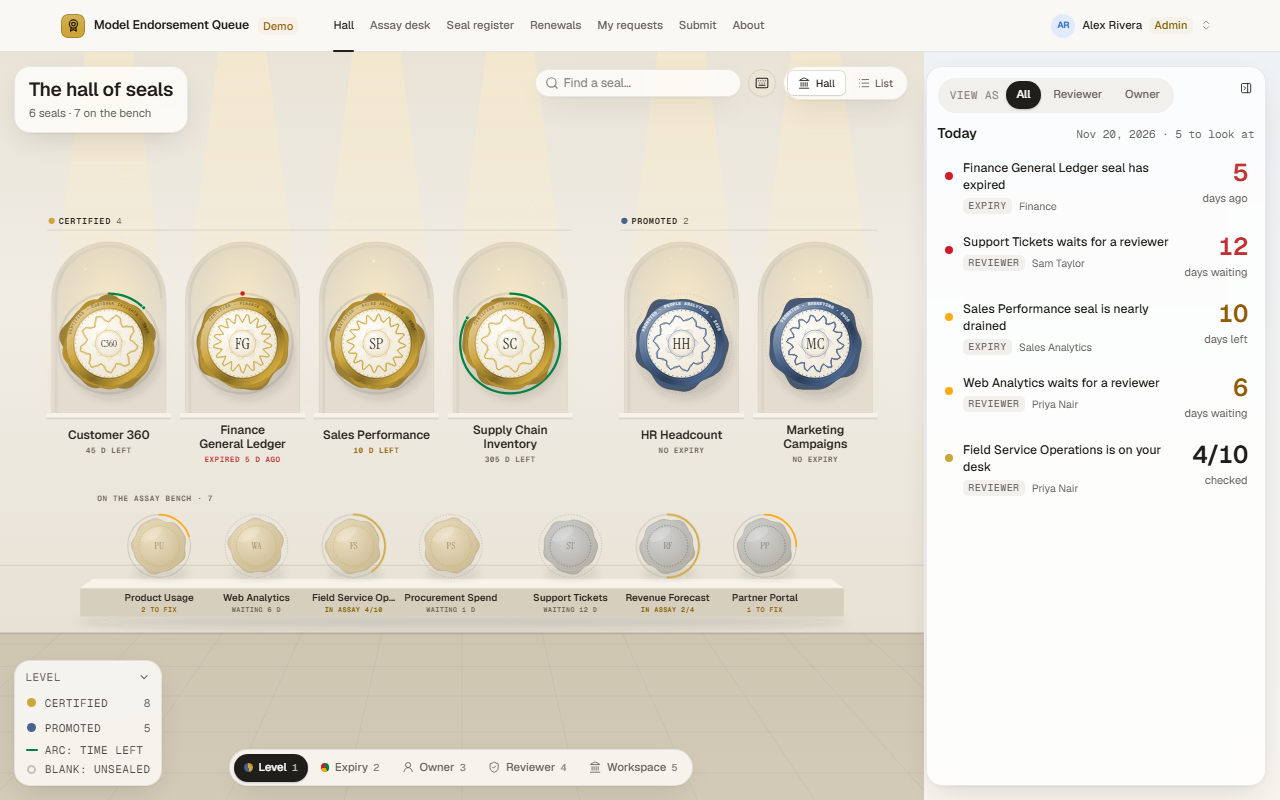 Model Endorsement Queue Demo
Hall Assay desk Seal register Renewals My requests Submit About
AR Alex Rivera Admin
The hall of seals
6 seals · 7 on the bench
Find a seal...
Hall List
CERTIFIED 4
PROMOTED 2
C360
FG
SP
SC
HH
MC
Customer 360
45 D LEFT
Finance
General Ledger
EXPIRED 5 D AGO
Sales Performance
10 D LEFT
Supply Chain
Inventory
305 D LEFT
HR Headcount
NO EXPIRY
Marketing
Campaigns
NO EXPIRY
ON THE ASSAY BENCH · 7
PU
WA
FS
PS
ST
RF
PP
Product Usage
2 TO FIX
Web Analytics
WAITING 6 D
Field Service Op...
IN ASSAY 4/10
Procurement Spend
WAITING 1 D
Support Tickets
WAITING 12 D
Revenue Forecast
IN ASSAY 2/4
Partner Portal
1 TO FIX
LEVEL
CERTIFIED 8
PROMOTED 5
ARC: TIME LEFT
BLANK: UNSEALED
Level 1 Expiry 2 Owner 3 Reviewer 4 Workspace 5
VIEW AS All Reviewer Owner
Today
Nov 20, 2026 · 5 to look at
Finance General Ledger seal has
expired
EXPIRY Finance
5
days ago
Support Tickets waits for a reviewer
REVIEWER Sam Taylor
12
days waiting
Sales Performance seal is nearly
drained
EXPIRY Sales Analytics
10
days left
Web Analytics waits for a reviewer
REVIEWER Priya Nair
6
days waiting
Field Service Operations is on your
desk
REVIEWER Priya Nair
4/10
checked